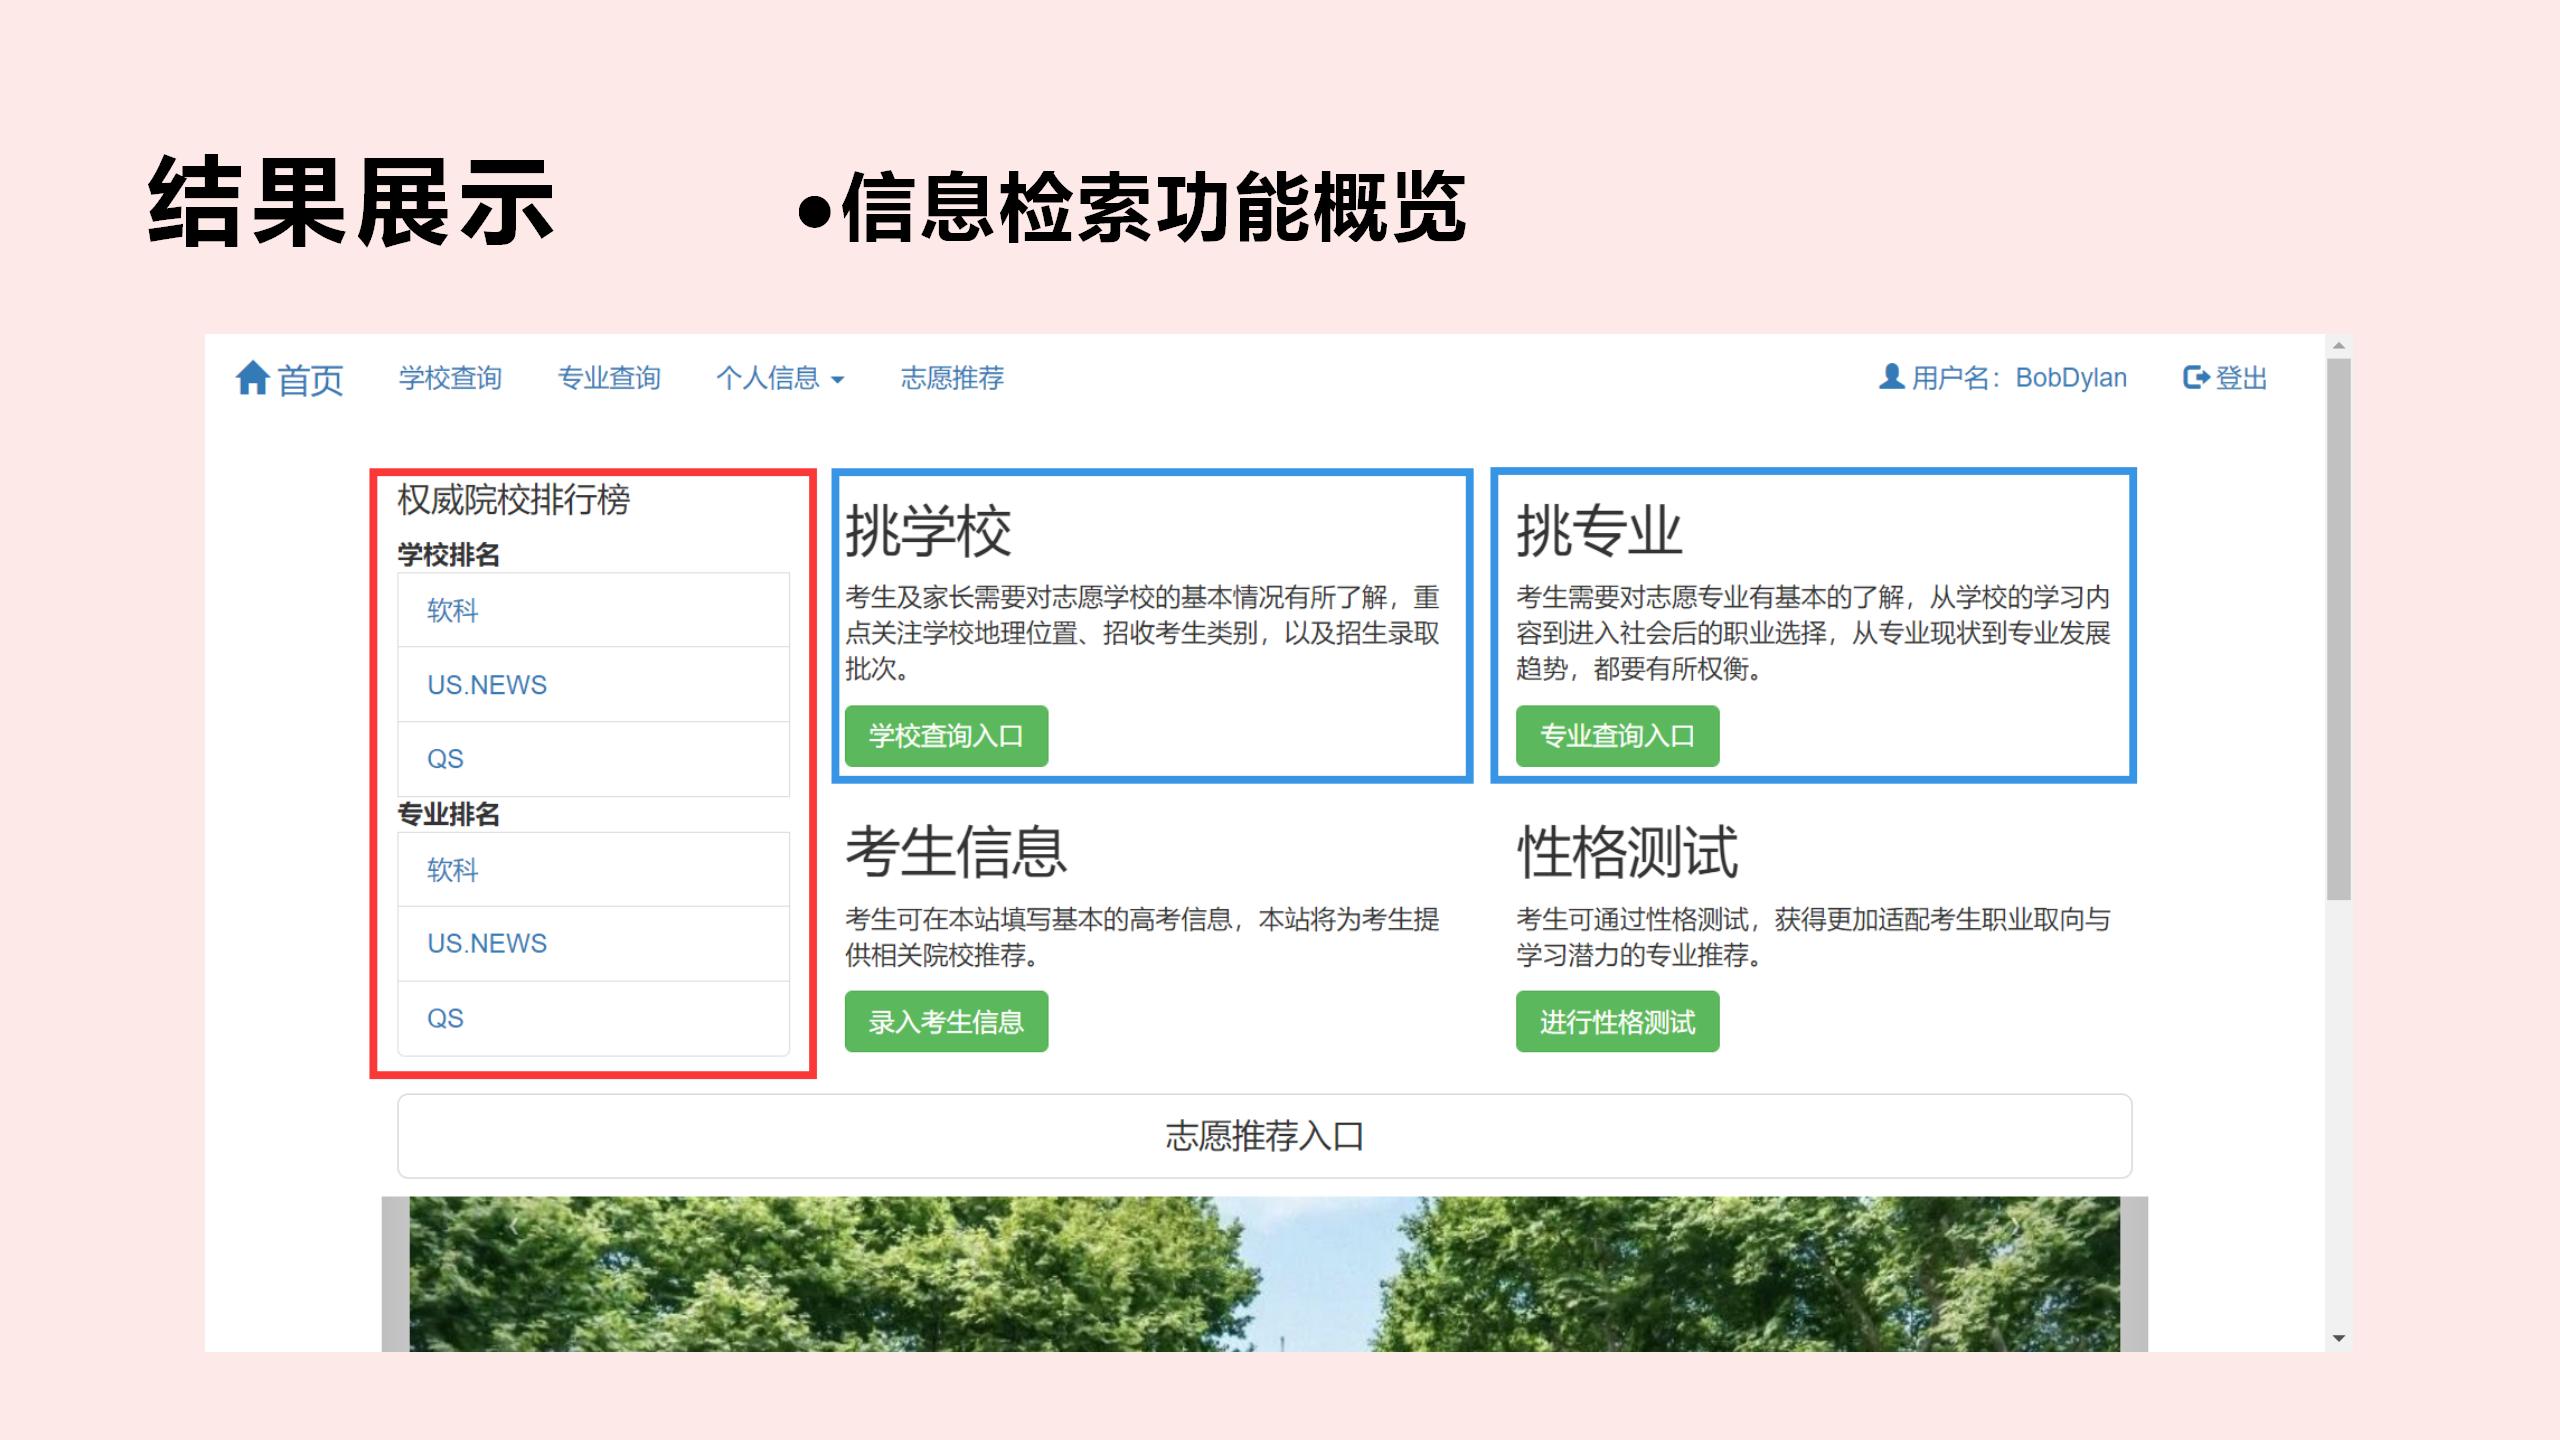 结果展示
•信息检索功能概览
首页 学校查询 专业查询 个人信息 志愿推荐 用户名：BobDylan 登出
权威院校排行榜
学校排名
软科
US.NEWS
QS
专业排名
软科
US.NEWS
QS
挑学校
考生及家长需要对志愿学校的基本情况有所了解，重
点关注学校地理位置、招收考生类别，以及招生录取
批次。
学校查询入口
挑专业
考生需要对志愿专业有基本的了解，从学校的学习内
容到进入社会后的职业选择，从专业现状到专业发展
趋势，都要有所权衡。
专业查询入口
考生信息
考生可在本站填写基本的高考信息，本站将为考生提
供相关院校推荐。
录入考生信息
性格测试
考生可通过性格测试，获得更加适配考生职业取向与
学习潜力的专业推荐。
进行性格测试
志愿推荐入口